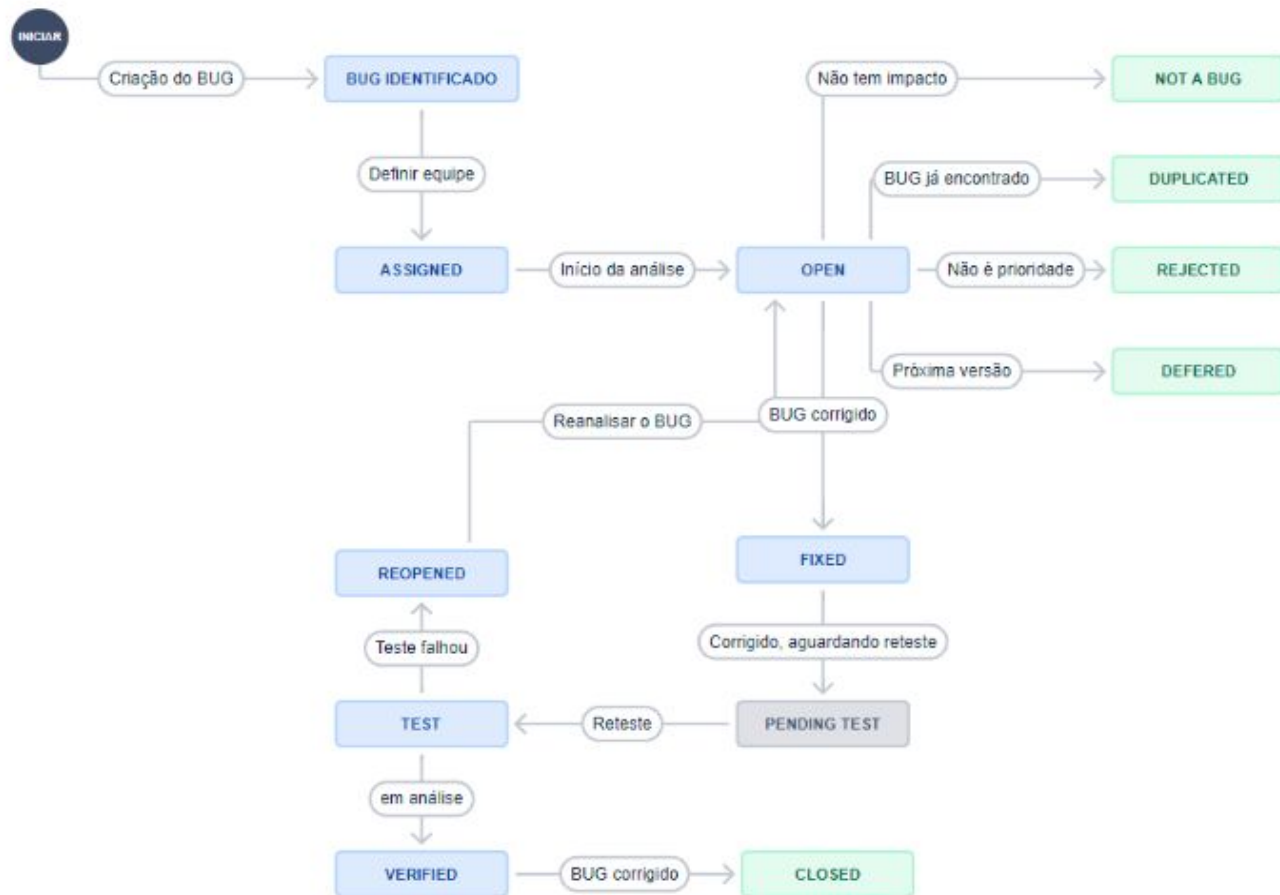 INICIAR
Criação do BUG
BUG IDENTIFICADO
Não tem impacto
NOT A BUG
Definir equipe
BUG já encontrado
DUPLICATED
ASSIGNED
Início da análise
OPEN
Não é prioridade
REJECTED
Próxima versão
DEFERED
Reanalisar o BUG
BUG corrigido
REOPENED
FIXED
Teste falhou
Corrigido, aguardando reteste
TEST
Reteste
PENDING TEST
em análise
VERIFIED
BUG corrigido
CLOSED